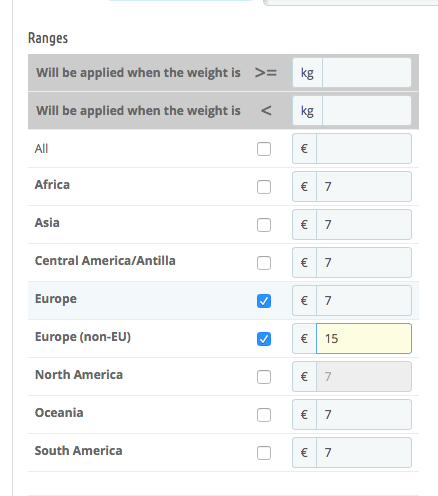 Ranges
Will be applied when the weight is >= kg
Will be applied when the weight is < kg
All €
Africa € 7
Asia € 7
Central America/Antilla € 7
Europe € 7
Europe (non-EU) € 15
North America € 7
Oceania € 7
South America € 7